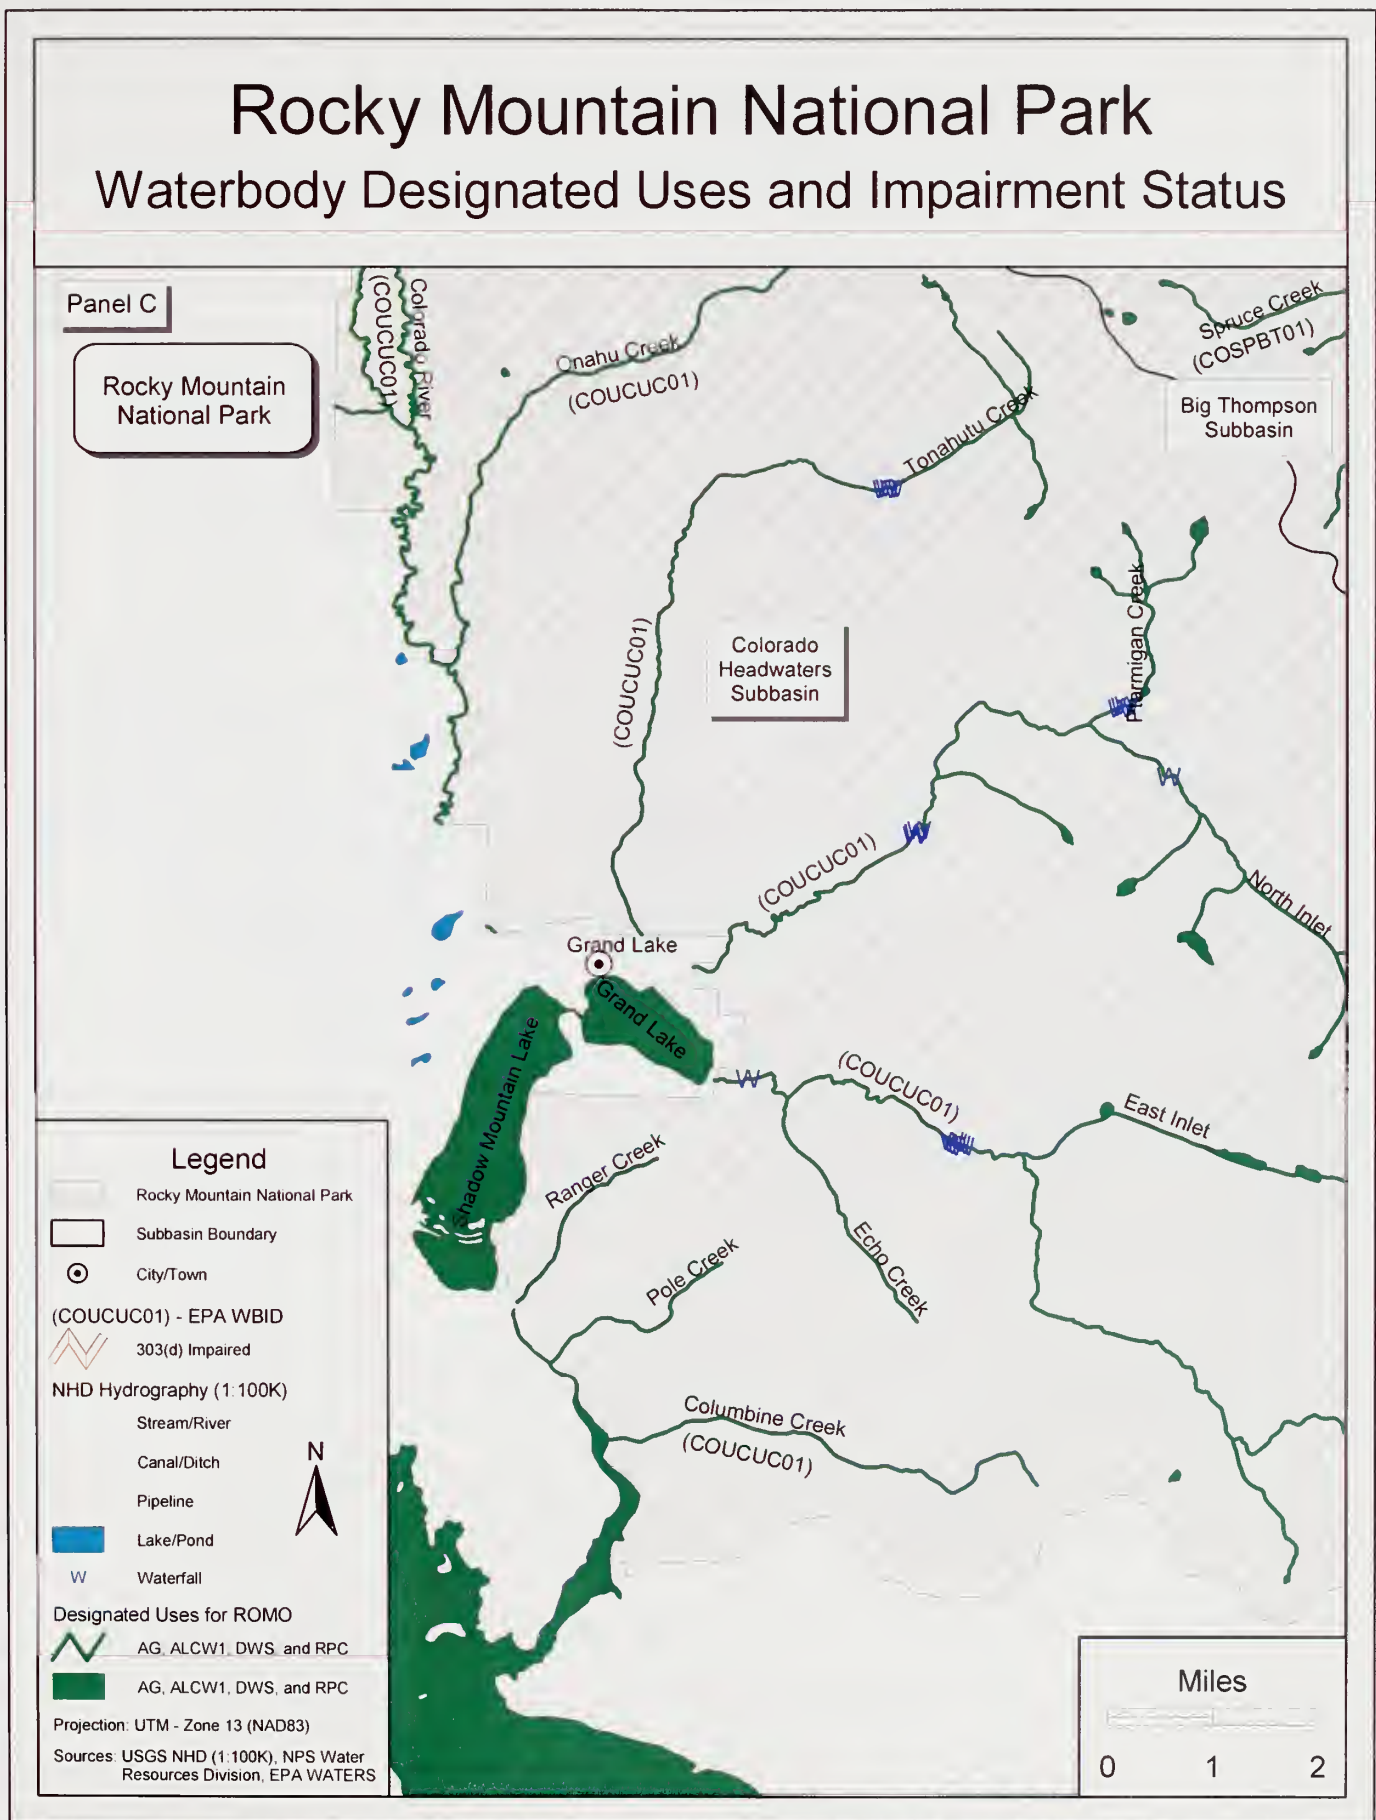 Rocky Mountain National Park
Waterbody Designated Uses and Impairment Status
Panel C
Rocky Mountain
National Park
(COUCUC01)
Colorado River
Onahu Creek
(COUCUC01)
Tonahutu Creek
Spruce Creek
(COSPBT01)
Big Thompson
Subbasin
Ptarmigan Creek
(COUCUC01)
Colorado
Headwaters
Subbasin
(COUCUC01)
North Inlet
Grand Lake
Grand Lake
Shadow Mountain Lake
(COUCUC01)
East Inlet
Ranger Creek
Echo Creek
Pole Creek
Columbine Creek
(COUCUC01)
Legend
Rocky Mountain National Park
Subbasin Boundary
City/Town
(COUCUC01) - EPA WBID
303(d) Impaired
NHD Hydrography (1:100K)
Stream/River
Canal/Ditch
Pipeline
N
Lake/Pond
W Waterfall
Designated Uses for ROMO
AG, ALCW1, DWS, and RPC
AG, ALCW1, DWS, and RPC
Projection: UTM - Zone 13 (NAD83)
Sources: USGS NHD (1:100K), NPS Water
Resources Division, EPA WATERS
Miles
0 1 2